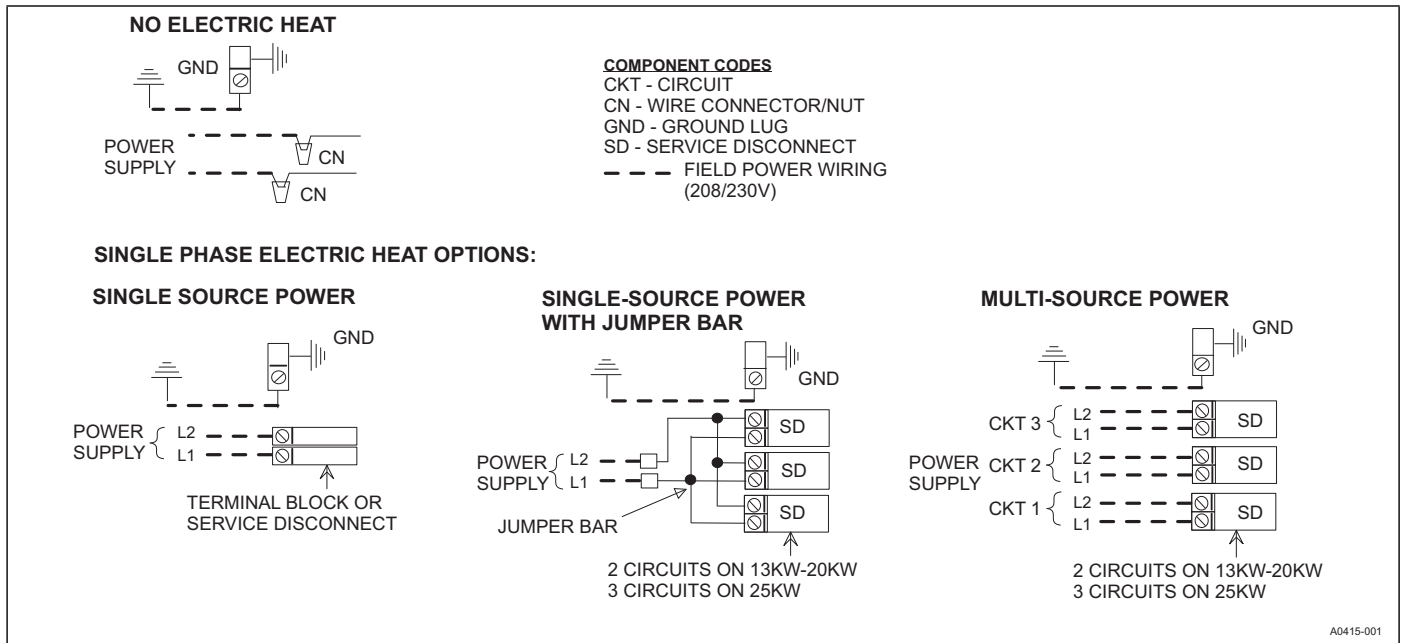 NO ELECTRIC HEAT
GND
POWER
SUPPLY
CN
CN
COMPONENT CODES
CKT - CIRCUIT
CN - WIRE CONNECTOR/NUT
GND - GROUND LUG
SD - SERVICE DISCONNECT
FIELD POWER WIRING
(208/230V)
SINGLE PHASE ELECTRIC HEAT OPTIONS:
SINGLE SOURCE POWER
GND
POWER
SUPPLY
L2
L1
TERMINAL BLOCK OR
SERVICE DISCONNECT
SINGLE-SOURCE POWER
WITH JUMPER BAR
GND
POWER
SUPPLY
L2
L1
SD
SD
SD
JUMPER BAR
2 CIRCUITS ON 13KW-20KW
3 CIRCUITS ON 25KW
MULTI-SOURCE POWER
GND
CKT 3
L2
L1
SD
POWER
SUPPLY
CKT 2
L2
L1
SD
CKT 1
L2
L1
SD
2 CIRCUITS ON 13KW-20KW
3 CIRCUITS ON 25KW
A0415-001